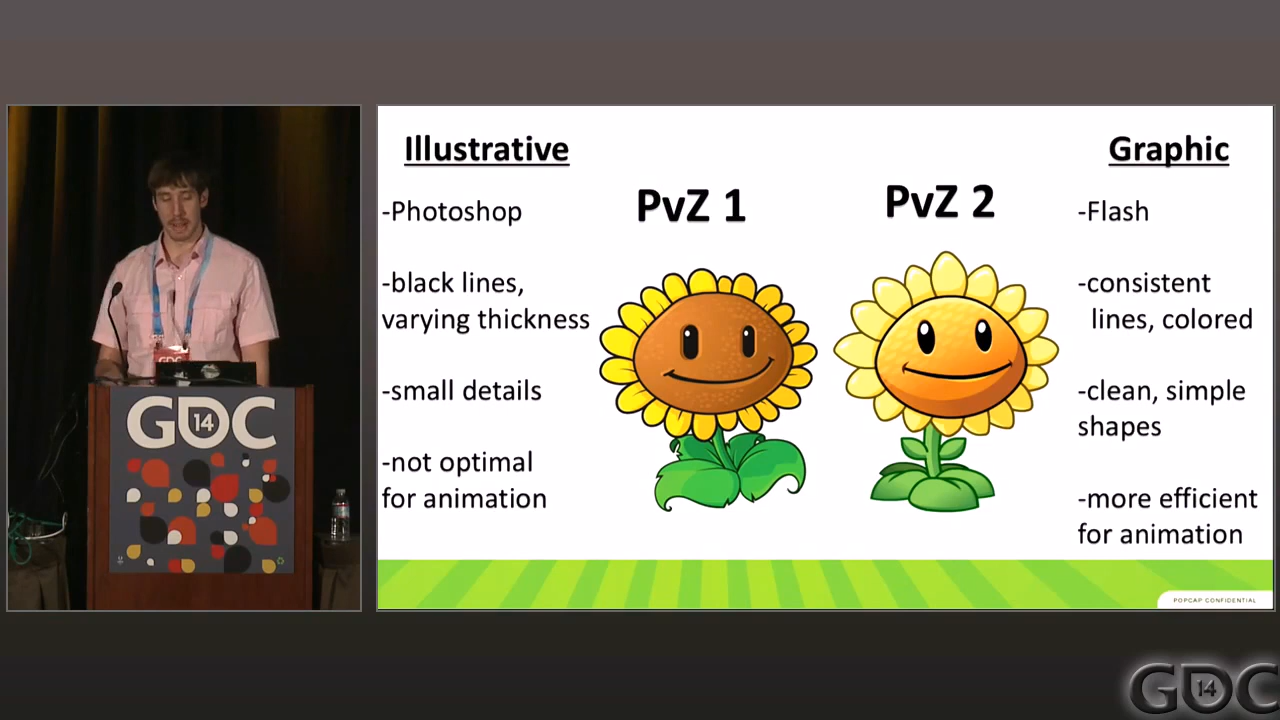 Illustrative
-Photoshop
-black lines,
varying thickness
-small details
-not optimal
for animation
PvZ 1
PvZ 2
Graphic
-Flash
-consistent
lines, colored
-clean, simple
shapes
-more efficient
for animation
POPCAP CONFIDENTIAL
GDC
GDC
14
GDC
14